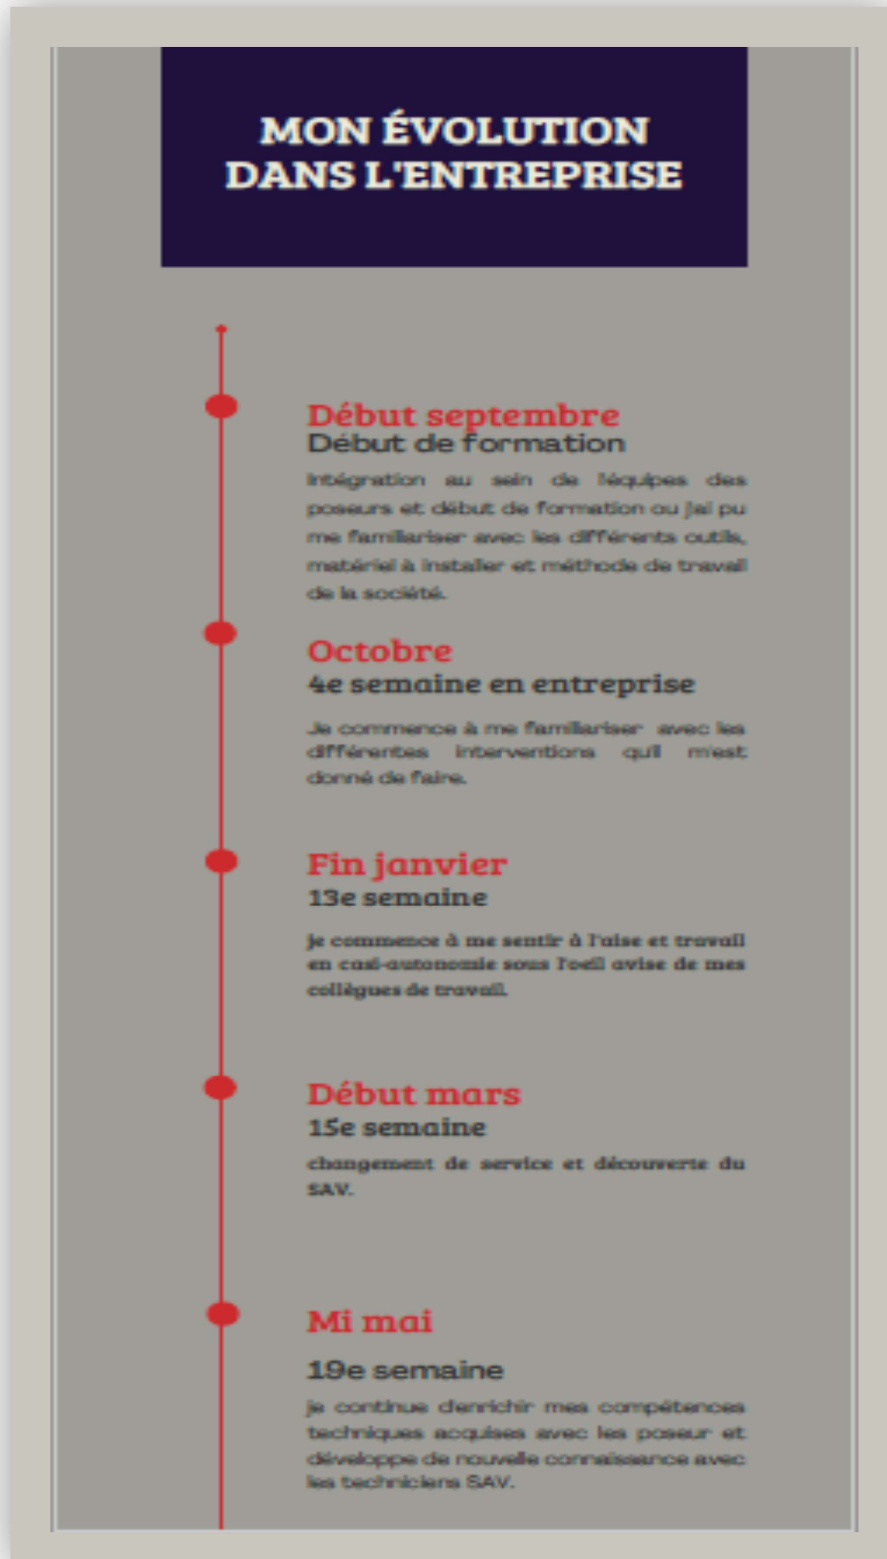 MON ÉVOLUTION
DANS L'ENTREPRISE
Début septembre
Début de formation
Intégration au sein de l'équipes des
poseurs et début de formation ou j'ai pu
me familiariser avec les différents outils,
matériel à installer et méthode de travail
de la société.
Octobre
4e semaine en entreprise
Je commence à me familiariser avec les
différentes interventions qu'il m'est
donné de faire.
Fin janvier
13e semaine
je commence à me sentir à l'aise et travail
en casi-autonomie sous l'oeil avise de mes
collègues de travail.
Début mars
15e semaine
changement de service et découverte du
SAV.
Mi mai
19e semaine
je continue d'enrichir mes compétences
techniques acquises avec les poseur et
développe de nouvelle connaissance avec
les techniciens SAV.